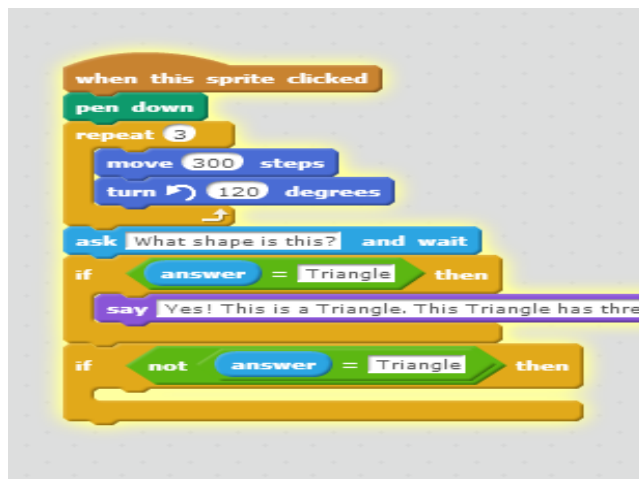 when this sprite clicked
pen down
repeat 3
move 300 steps
turn 120 degrees
ask What shape is this? and wait
if answer = Triangle then
say Yes! This is a Triangle. This Triangle has thre
if not answer = Triangle then